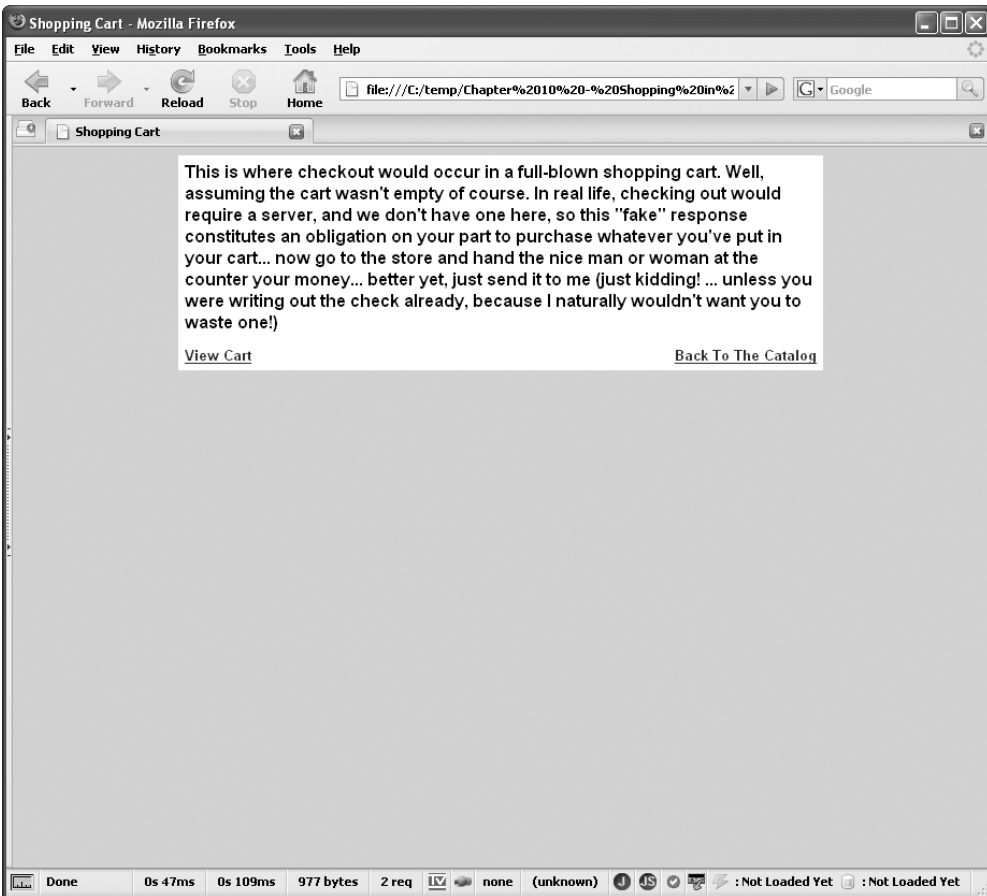 Shopping Cart - Mozilla Firefox
File Edit View History Bookmarks Tools Help
Back Forward Reload Stop Home
file:///C:/temp/Chapter%2010%20-%20Shopping%20in%2
G Google
Shopping Cart
This is where checkout would occur in a full-blown shopping cart. Well,
assuming the cart wasn't empty of course. In real life, checking out would
require a server, and we don't have one here, so this "fake" response
constitutes an obligation on your part to purchase whatever you've put in
your cart... now go to the store and hand the nice man or woman at the
counter your money... better yet, just send it to me (just kidding! ... unless you
were writing out the check already, because I naturally wouldn't want you to
waste one!)
View Cart Back To The Catalog
Done 0s 47ms 0s 109ms 977 bytes 2 req none (unknown) J JS : Not Loaded Yet : Not Loaded Yet